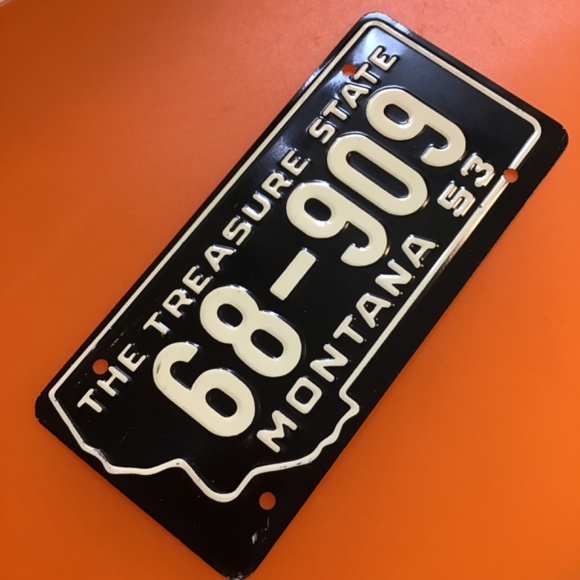 THE TREASURE STATE
68-909
MONTANA 53